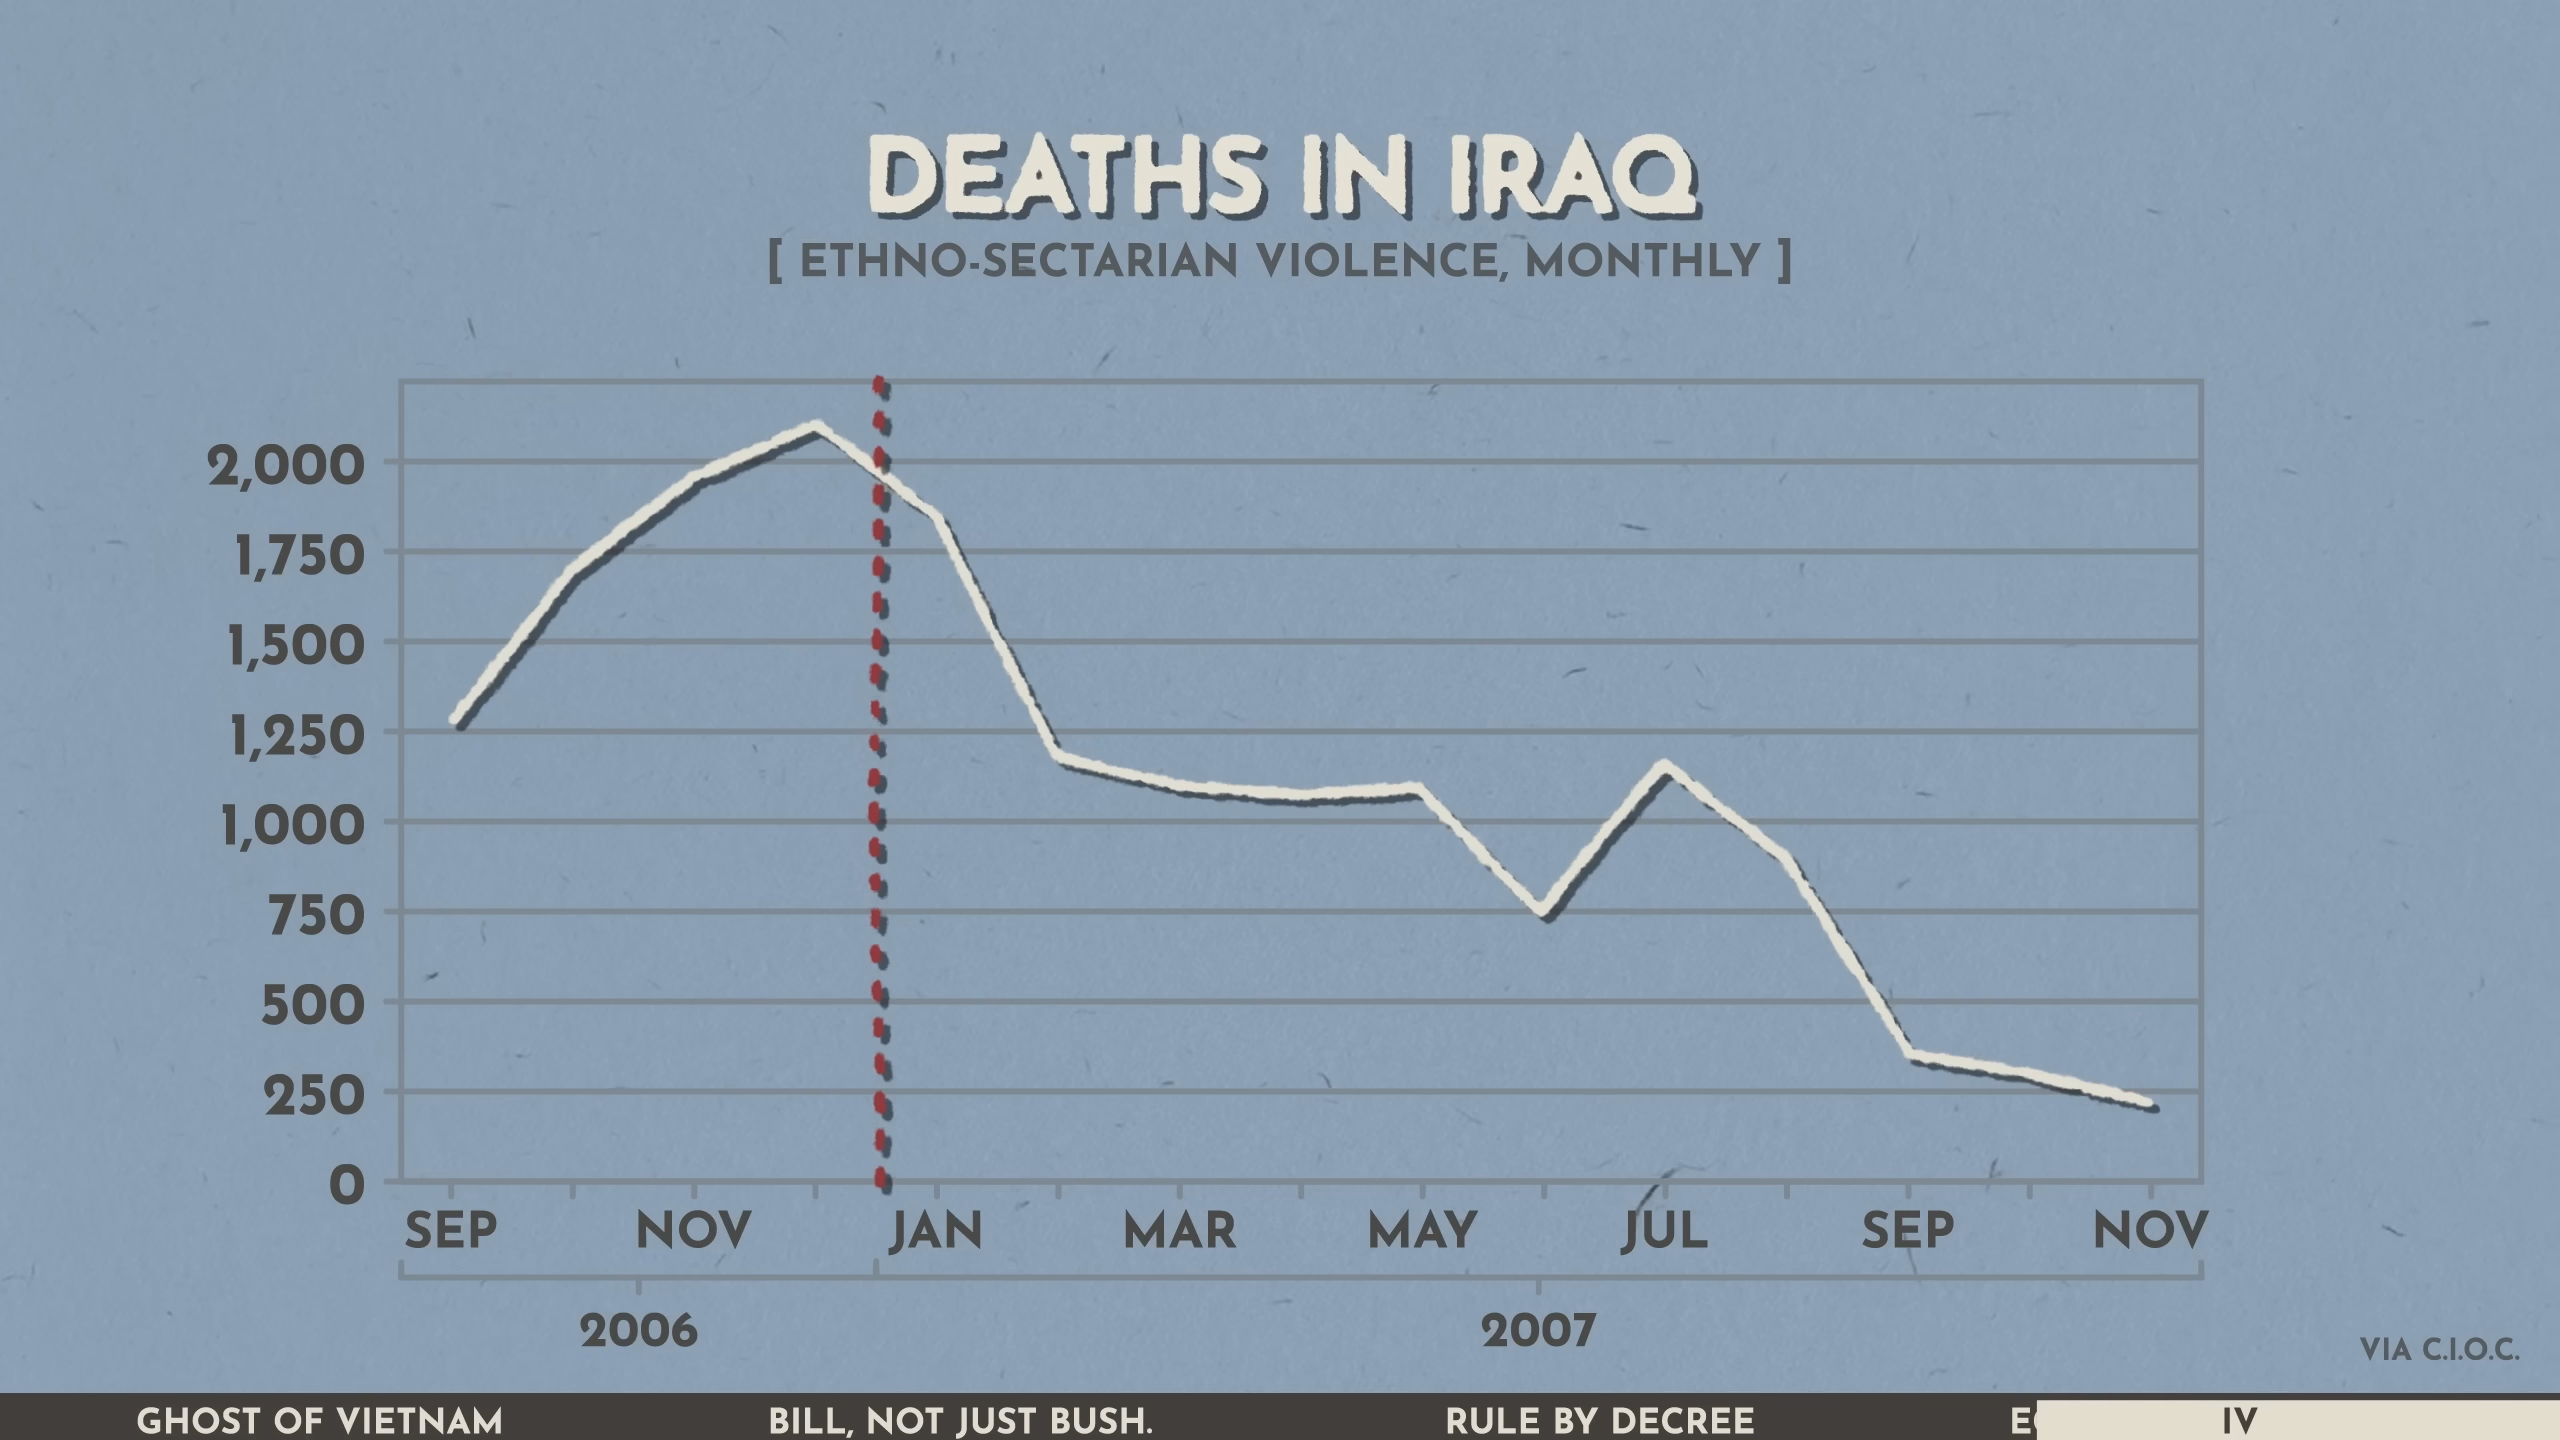 DEATHS IN IRAQ
[ ETHNO-SECTARIAN VIOLENCE, MONTHLY ]
2,000
1,750
1,500
1,250
1,000
750
500
250
0
SEP NOV JAN MAR MAY JUL SEP NOV
2006 2007
VIA C.I.O.C.
GHOST OF VIETNAM BILL, NOT JUST BUSH. RULE BY DECREE IV